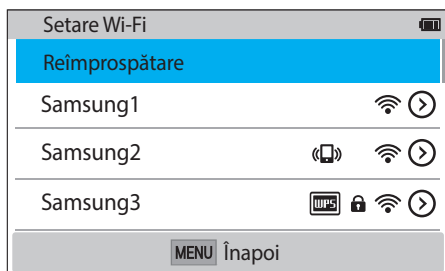 Setare Wi-Fi
Reîmprospătare
Samsung1
Samsung2
Samsung3 WPS
MENU Înapoi